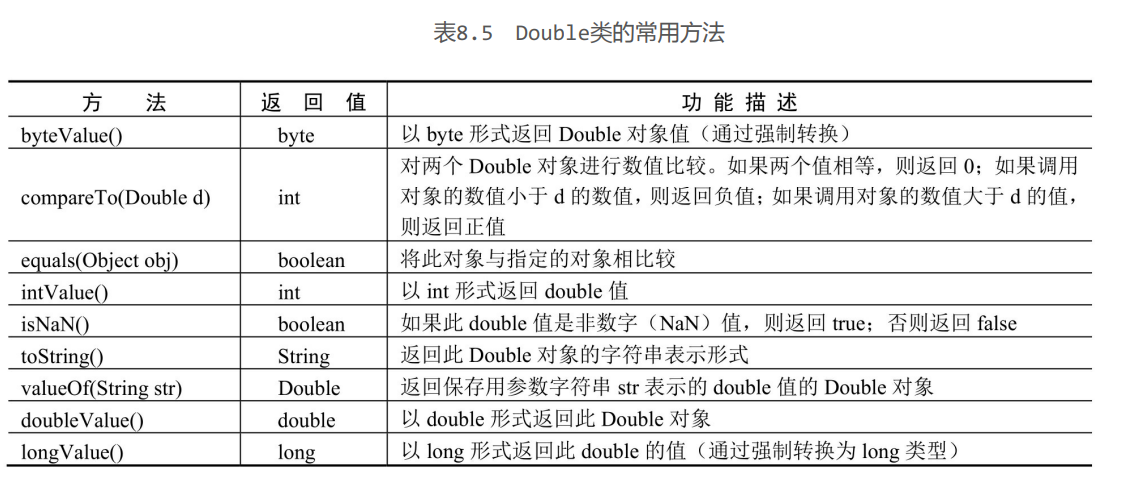 表8.5 Double类的常用方法
方 法 返 回 值 功 能 描 述
byteValue() byte 以 byte 形式返回 Double 对象值（通过强制转换）
compareTo(Double d) int 对两个 Double 对象进行数值比较。如果两个值相等，则返回 0；如果调用
对象的数值小于 d 的数值，则返回负值；如果调用对象的数值大于 d 的值，
则返回正值
equals(Object obj) boolean 将此对象与指定的对象相比较
intValue() int 以 int 形式返回 double 值
isNaN() boolean 如果此 double 值是非数字（NaN）值，则返回 true；否则返回 false
toString() String 返回此 Double 对象的字符串表示形式
valueOf(String str) Double 返回保存用参数字符串 str 表示的 double 值的 Double 对象
doubleValue() double 以 double 形式返回此 Double 对象
longValue() long 以 long 形式返回此 double 的值（通过强制转换为 long 类型）